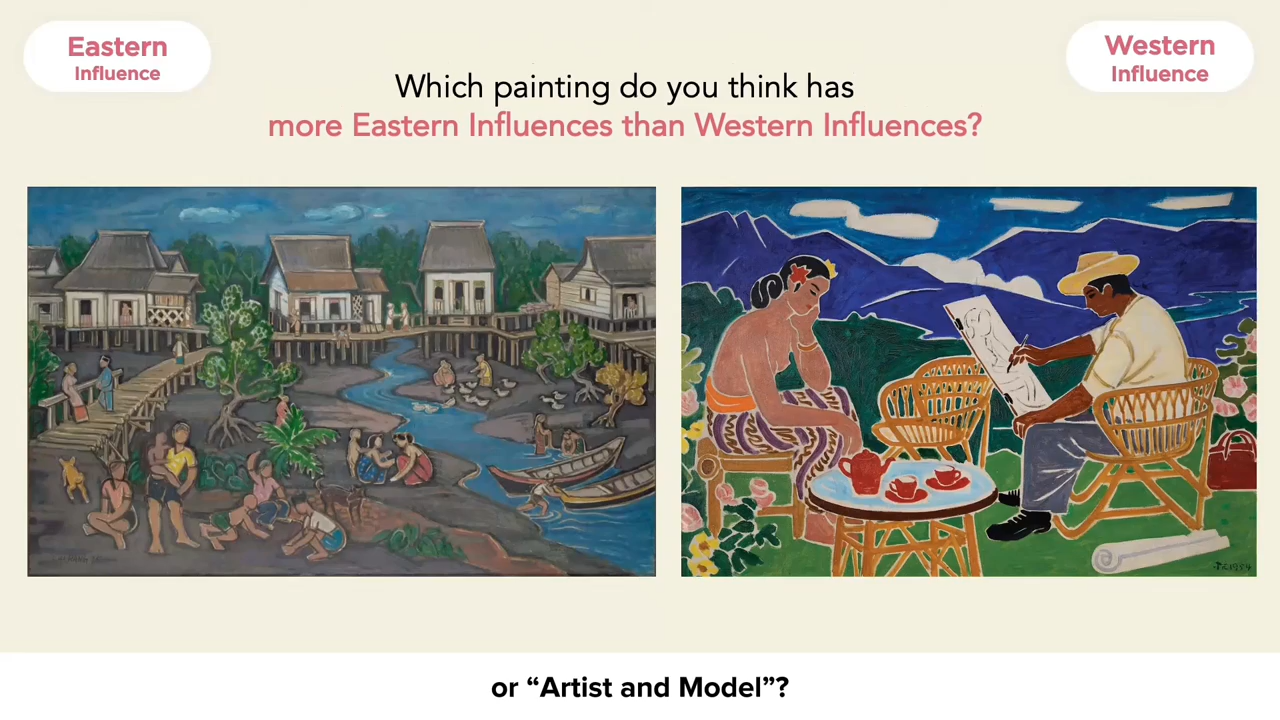 Eastern
Influence
Western
Influence
Which painting do you think has
more Eastern Influences than Western Influences?
1954
or “Artist and Model”?